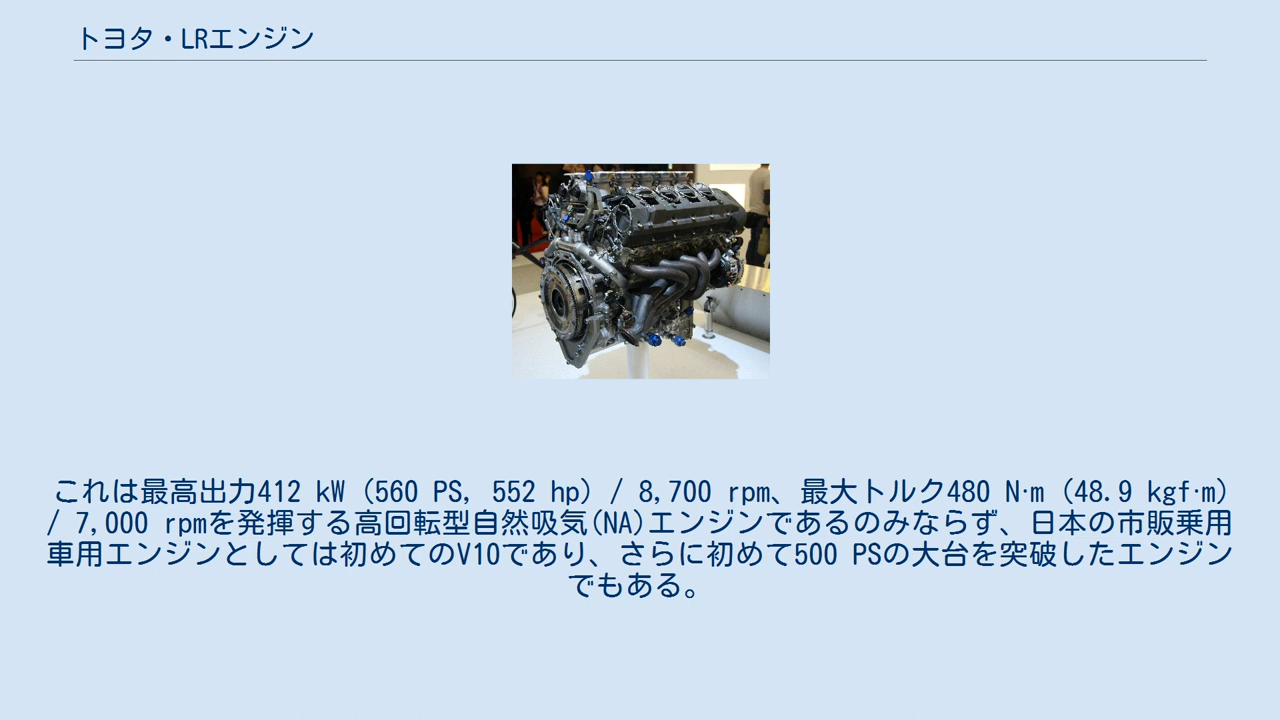 トヨタ・LRエンジン
これは最高出力412 kW (560 PS, 552 hp) / 8,700 rpm、最大トルク480 N·m (48.9 kgf·m)
/ 7,000 rpmを発揮する高回転型自然吸気(NA)エンジンであるのみならず、日本の市販乗用
車用エンジンとしては初めてのV10であり、さらに初めて500 PSの大台を突破したエンジン
でもある。